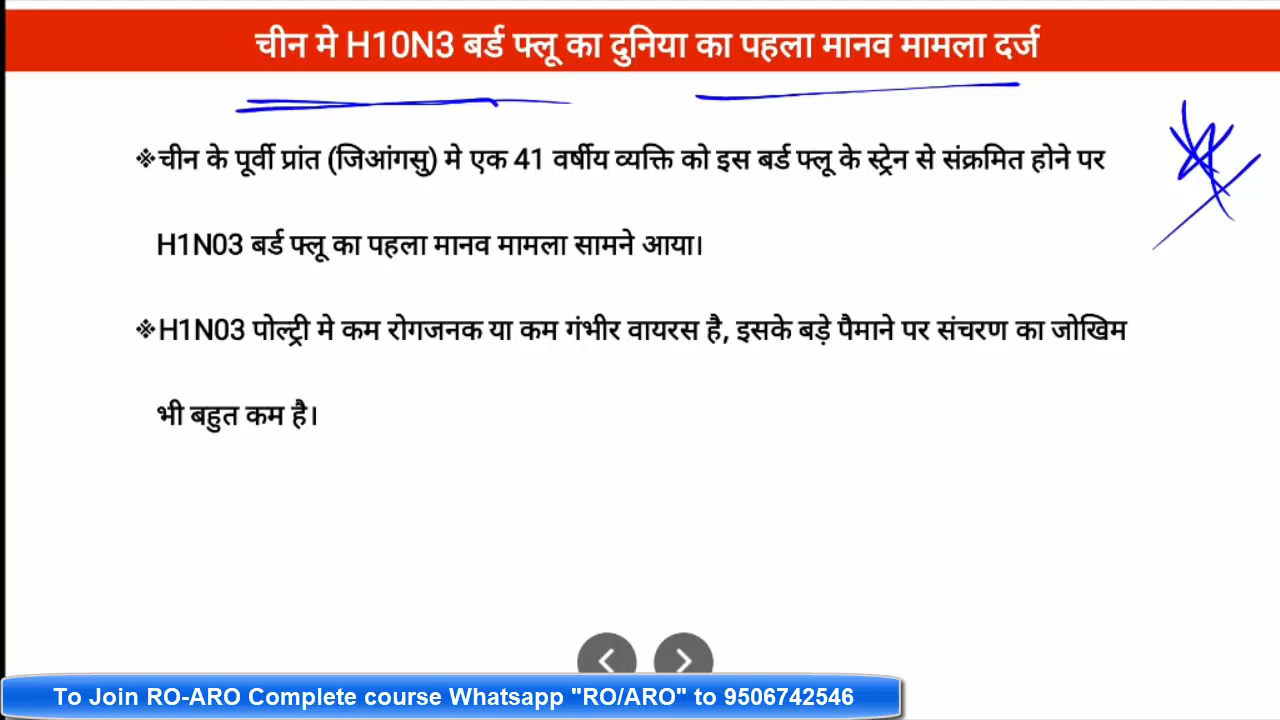 चीन मे H10N3 बर्ड फ्लू का दुनिया का पहला मानव मामला दर्ज
❖चीन के पूर्वी प्रांत (जिआंगसु) मे एक 41 वर्षीय व्यक्ति को इस बर्ड फ्लू के स्ट्रेन से संक्रमित होने पर
H1N03 बर्ड फ्लू का पहला मानव मामला सामने आया।
❖H1N03 पोल्ट्री मे कम रोगजनक या कम गंभीर वायरस है, इसके बड़े पैमाने पर संचरण का जोखिम
भी बहुत कम है।
To Join RO-ARO Complete course Whatsapp "RO/ARO" to 9506742546